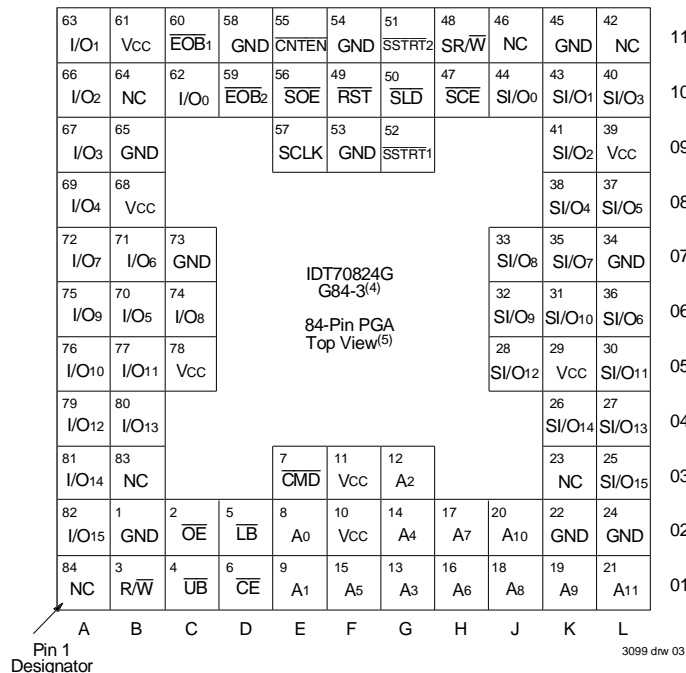 63 61 60 58 55 54 51 48 46 45 42
I/O1 VCC EOB1 GND CNTEN GND SSTRT2 SR/W NC GND NC 11
66 64 62 59 56 49 50 47 44 43 40
I/O2 NC I/O0 EOB2 SOE RST SLD SCE SI/O0 SI/O1 SI/O3 10
67 65 57 53 52 41 39
I/O3 GND SCLK GND SSTRT1 SI/O2 VCC 09
69 68 38 37
I/O4 VCC SI/O4 SI/O5 08
72 71 73 33 35 34
I/O7 I/O6 GND SI/O8 SI/O7 GND 07
IDT70824G
G84-3(4)
75 70 74 32 31 36
I/O9 I/O5 I/O8 SI/O9 SI/O10 SI/O6 06
84-Pin PGA
Top View(5)
76 77 78 28 29 30
I/O10 I/O11 VCC SI/O12 VCC SI/O11 05
79 80 26 27
I/O12 I/O13 SI/O14 SI/O13 04
81 83 7 11 12 23 25
I/O14 NC CMD VCC A2 NC SI/O15 03
82 1 2 5 8 10 14 17 20 22 24
I/O15 GND OE LB A0 VCC A4 A7 A10 GND GND 02
84 3 4 6 9 15 13 16 18 19 21
NC R/W UB CE A1 A5 A3 A6 A8 A9 A11 01
A B C D E F G H J K L
Pin 1
Designator
3099 drw 03